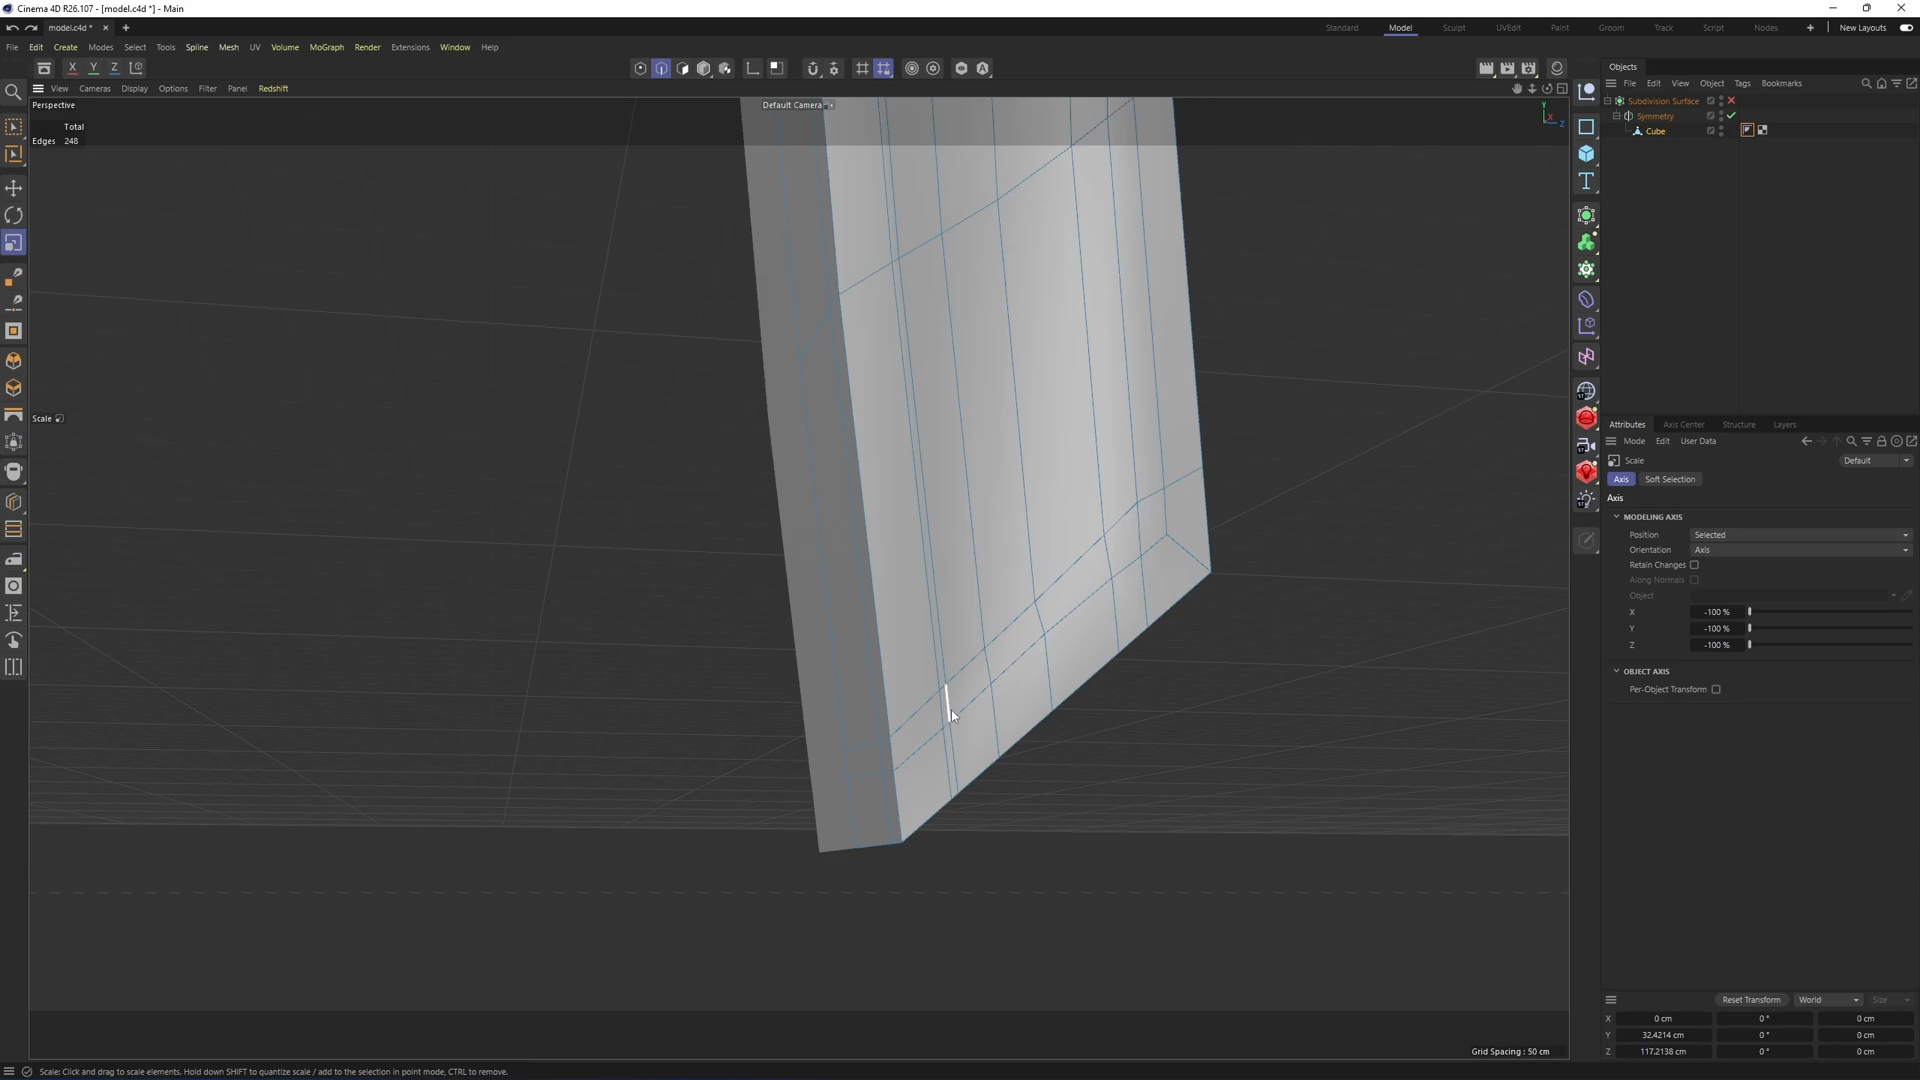 Cinema 4D R26.107 - [model.c4d *] - Main
model.c4d *
Standard Model Sculpt UVEdit Paint Groom Track Script Nodes New Layouts
File Edit Create Modes Select Tools Spline Mesh UV Volume MoGraph Render Extensions Window Help
X Y Z
Objects
View Cameras Display Options Filter Panel Redshift
File Edit View Object Tags Bookmarks
Perspective
Default Camera
Subdivision Surface
Symmetry
Cube
Total
Edges 248
Y
X
Z
Scale
Attributes Axis Center Structure Layers
Mode Edit User Data
Scale
Default
Axis Soft Selection
Axis
MODELING AXIS
Position Selected
Orientation Axis
Retain Changes
Along Normals
Object
X -100 %
Y -100 %
Z -100 %
OBJECT AXIS
Per-Object Transform
Reset Transform World Size
X 0 cm 0 ° 0 cm
Y 32.4214 cm 0 ° 0 cm
Z 117.2138 cm 0 ° 0 cm
Grid Spacing : 50 cm
Scale: Click and drag to scale elements. Hold down SHIFT to quantize scale / add to the selection in point mode, CTRL to remove.